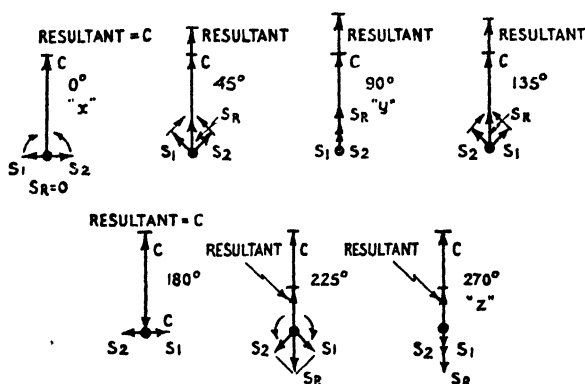 RESULTANT = C
C
0°
"x"
S1 S2
SR=0
RESULTANT
C
45°
SR
S1 S2
RESULTANT
C
90°
SR "y"
S1 S2
RESULTANT
C
135°
SR
S2 S1
RESULTANT = C
C
180°
C
S2 S1
RESULTANT
C
225°
S2 S1
SR
RESULTANT
C
270°
"z"
S2 S1
SR